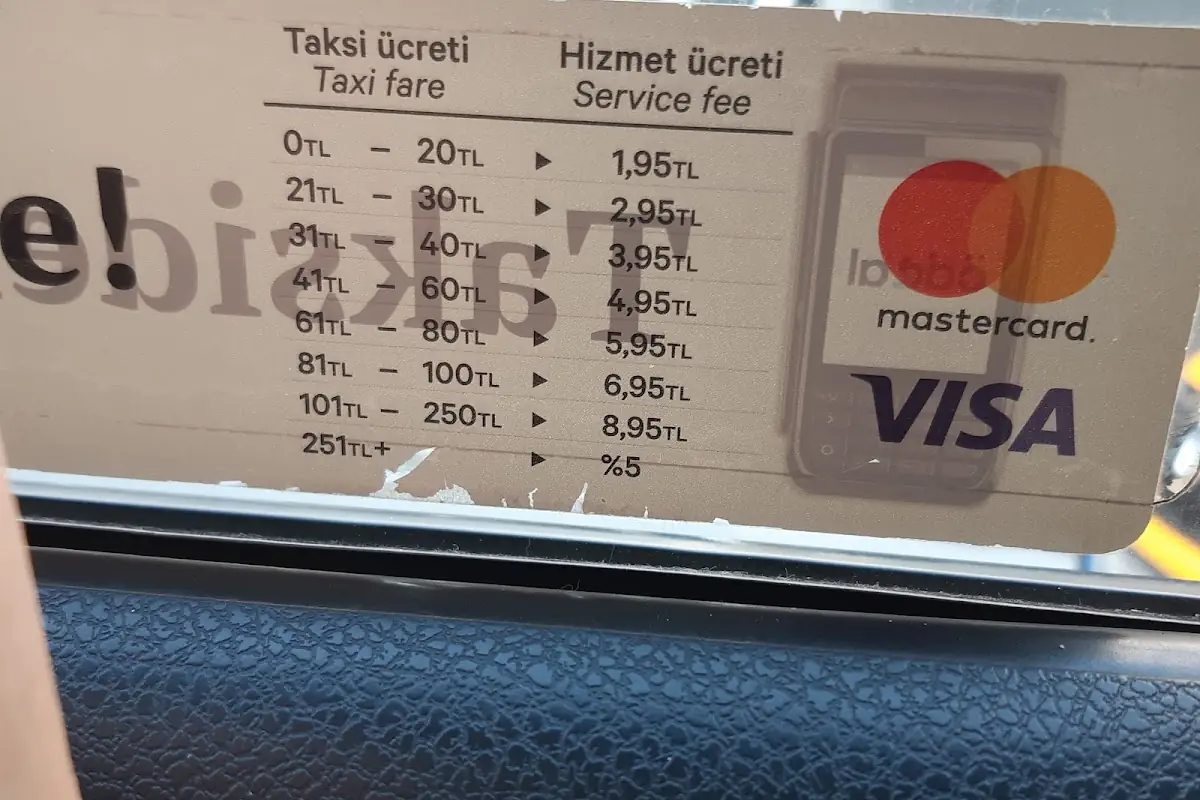 Taksi ücreti Hizmet ücreti
Taxi fare Service fee
0TL – 20TL ▶ 1,95TL
21TL – 30TL ▶ 2,95TL
31TL – 40TL ▶ 3,95TL
41TL – 60TL ▶ 4,95TL
61TL – 80TL ▶ 5,95TL
81TL – 100TL ▶ 6,95TL
101TL – 250TL ▶ 8,95TL
251TL+ ▶ %5
e!
Takside
mastercard.
VISA